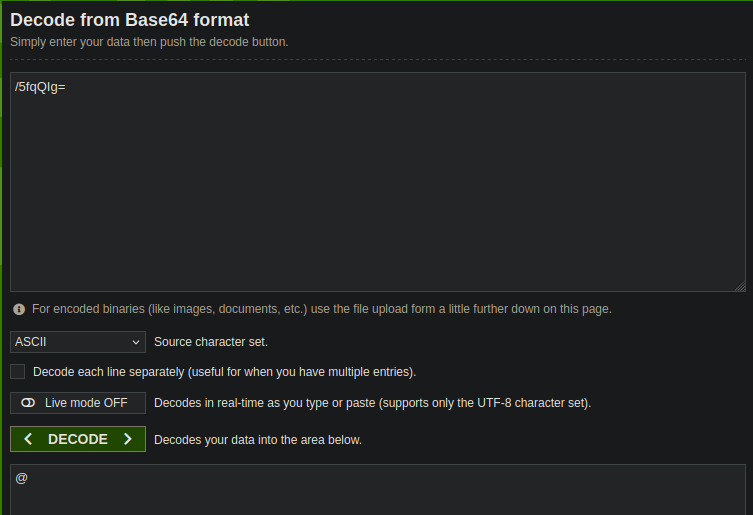 Decode from Base64 format
Simply enter your data then push the decode button.
/5fqQIg=
For encoded binaries (like images, documents, etc.) use the file upload form a little further down on this page.
ASCII Source character set.
Decode each line separately (useful for when you have multiple entries).
Live mode OFF Decodes in real-time as you type or paste (supports only the UTF-8 character set).
< DECODE > Decodes your data into the area below.
@